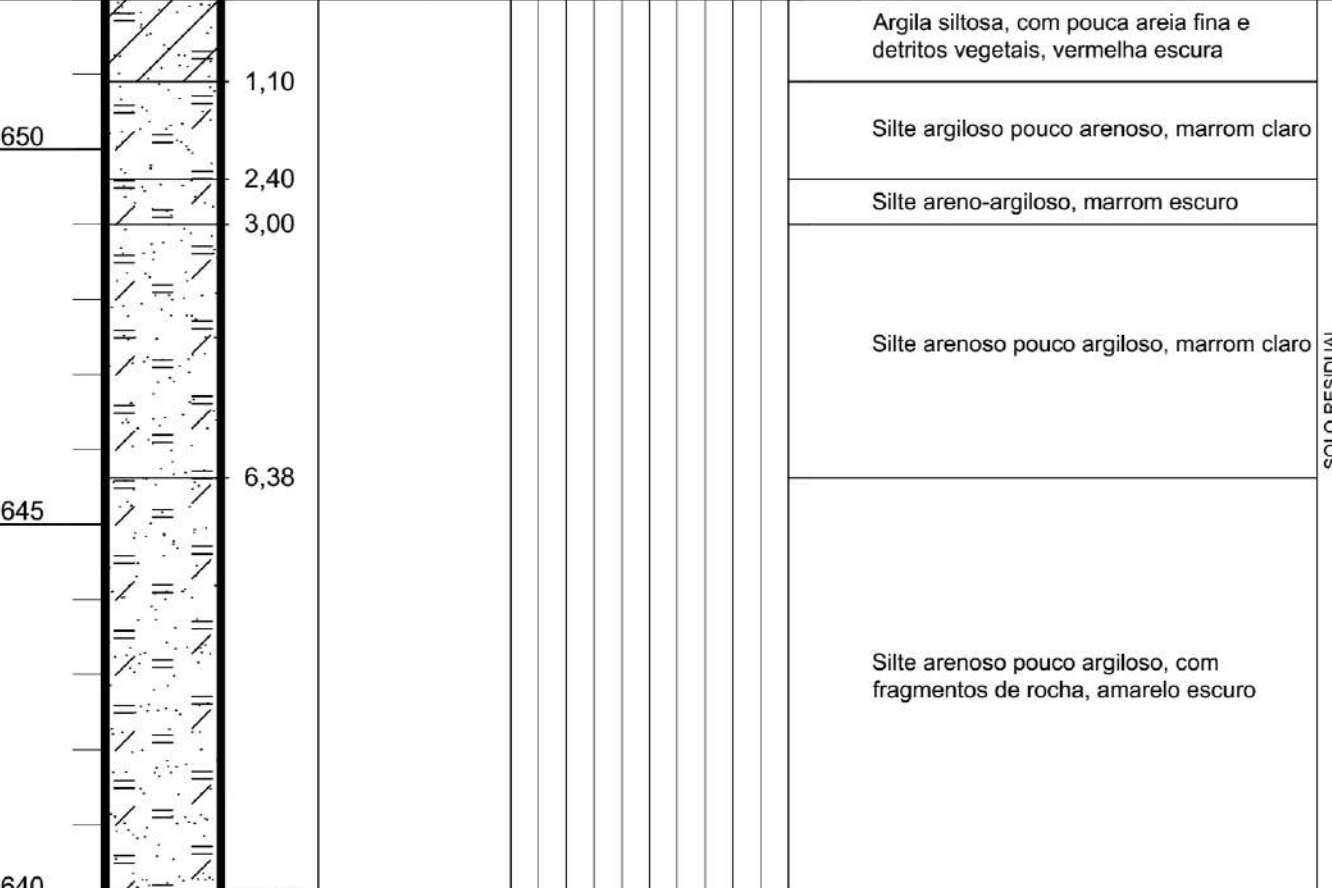 Argila siltosa, com pouca areia fina e
detritos vegetais, vermelha escura
1,10
650
Silte argiloso pouco arenoso, marrom claro
2,40
Silte areno-argiloso, marrom escuro
3,00
Silte arenoso pouco argiloso, marrom claro
SOLO RESIDUAL
6,38
645
Silte arenoso pouco argiloso, com
fragmentos de rocha, amarelo escuro
640